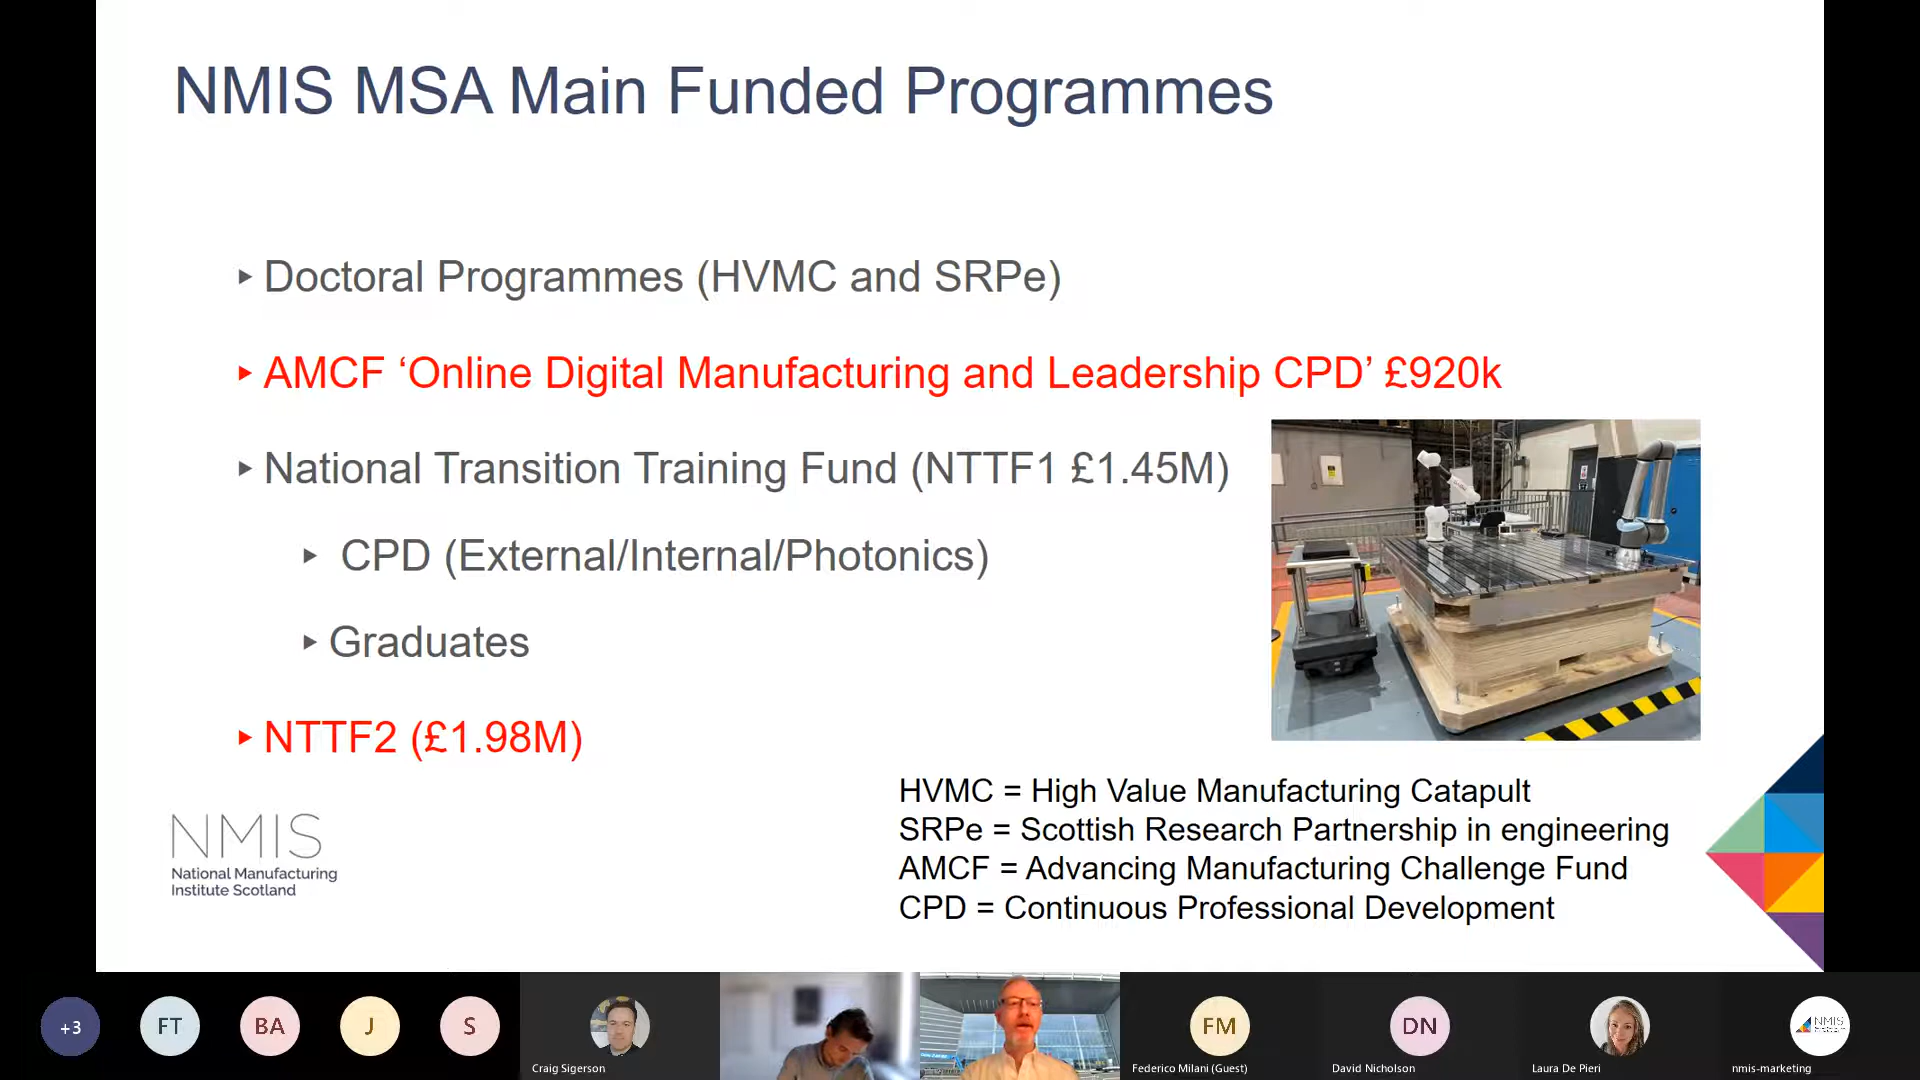 NMIS MSA Main Funded Programmes
Doctoral Programmes (HVMC and SRPe)
AMCF ‘Online Digital Manufacturing and Leadership CPD’ £920k
National Transition Training Fund (NTTF1 £1.45M)
CPD (External/Internal/Photonics)
Graduates
NTTF2 (£1.98M)
HVMC = High Value Manufacturing Catapult
SRPe = Scottish Research Partnership in engineering
AMCF = Advancing Manufacturing Challenge Fund
CPD = Continuous Professional Development
NMIS
National Manufacturing
Institute Scotland
+3
FT
BA
J
S
Craig Sigerson
FM
Federico Milani (Guest)
DN
David Nicholson
Laura De Pieri
NMIS
nmis-marketing